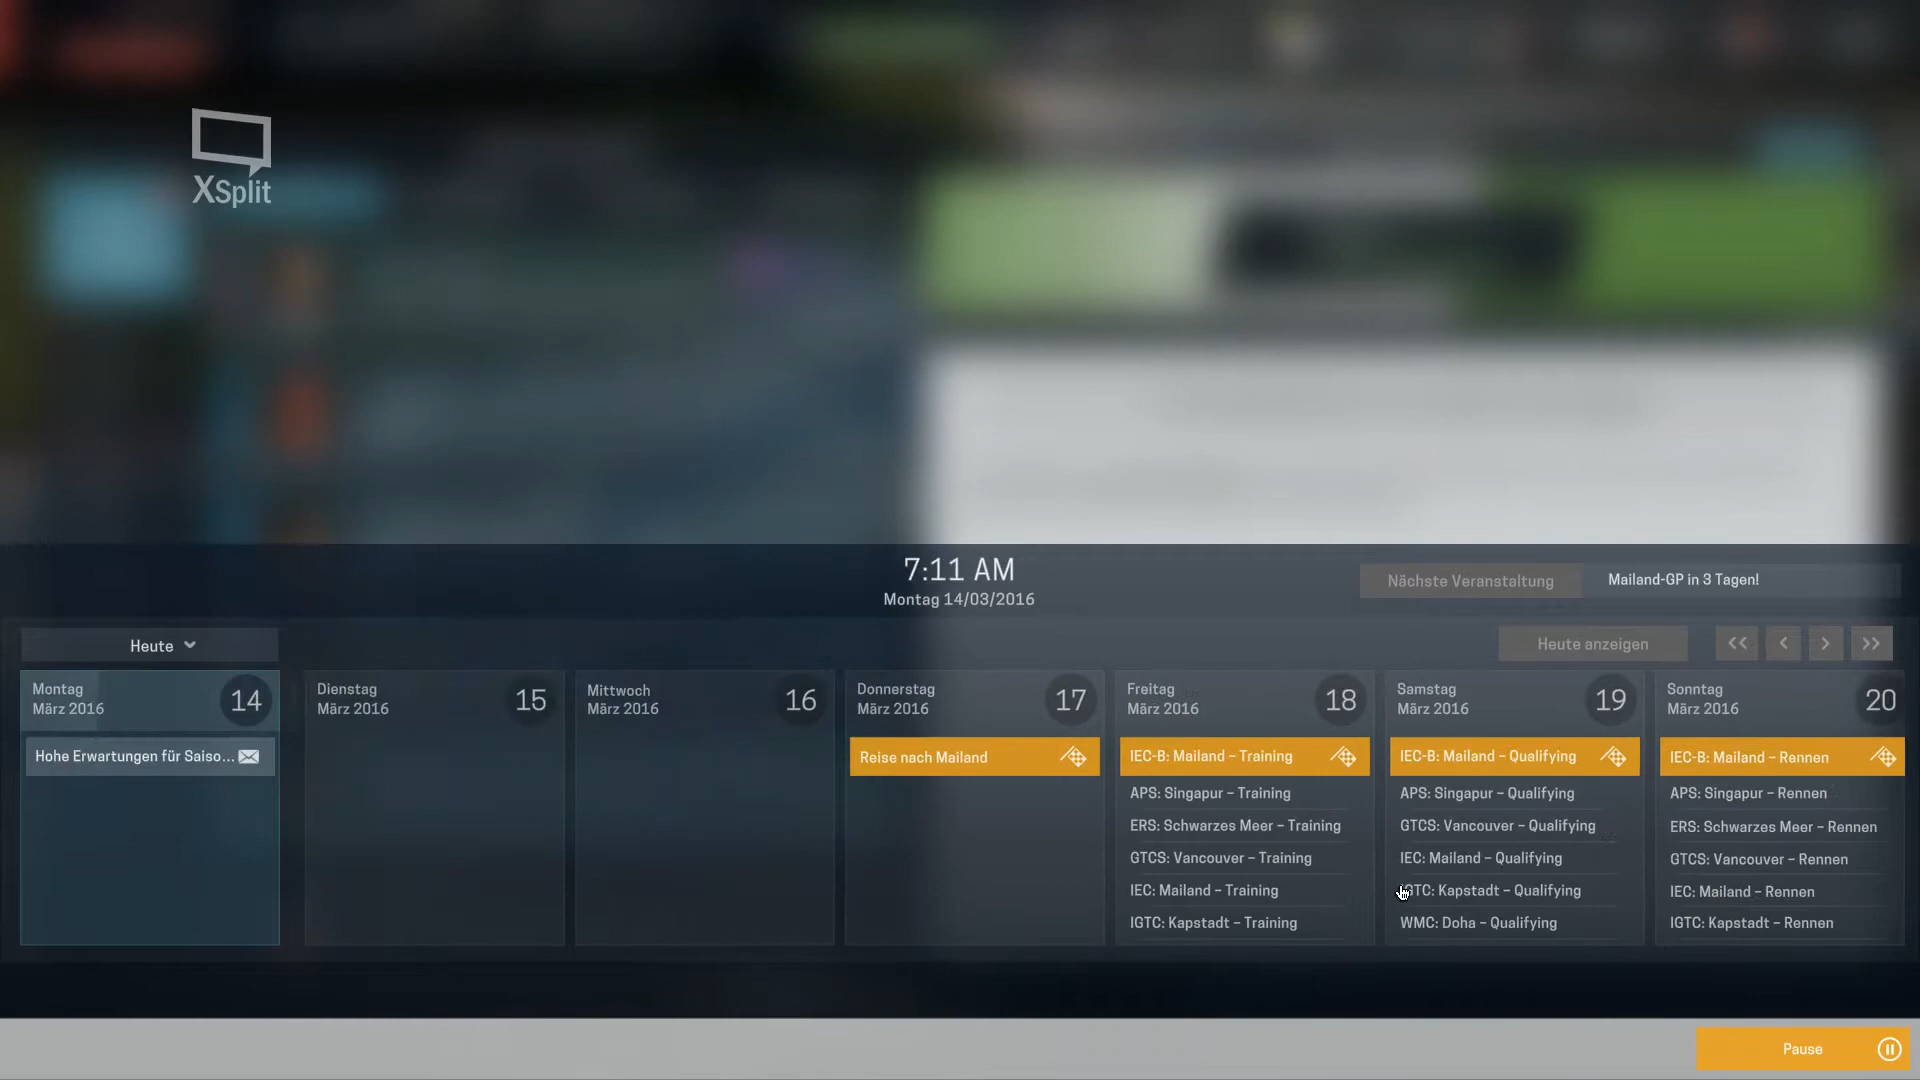 XSplit
7:11 AM
Montag 14/03/2016
Nächste Veranstaltung
Mailand-GP in 3 Tagen!
Heute
Heute anzeigen
Montag
März 2016
14
Hohe Erwartungen für Saiso...
Dienstag
März 2016
15
Mittwoch
März 2016
16
Donnerstag
März 2016
17
Reise nach Mailand
Freitag
März 2016
18
IEC-B: Mailand – Training
APS: Singapur – Training
ERS: Schwarzes Meer – Training
GTCS: Vancouver – Training
IEC: Mailand – Training
IGTC: Kapstadt – Training
Samstag
März 2016
19
IEC-B: Mailand – Qualifying
APS: Singapur – Qualifying
GTCS: Vancouver – Qualifying
IEC: Mailand – Qualifying
IGTC: Kapstadt – Qualifying
WMC: Doha – Qualifying
Sonntag
März 2016
20
IEC-B: Mailand – Rennen
APS: Singapur – Rennen
ERS: Schwarzes Meer – Rennen
GTCS: Vancouver – Rennen
IEC: Mailand – Rennen
IGTC: Kapstadt – Rennen
Pause